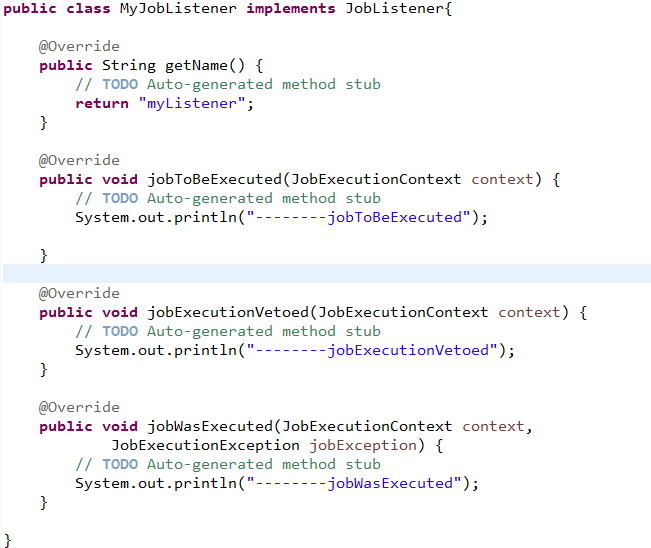 public class MyJobListener implements JobListener{
@Override
public String getName() {
// TODO Auto-generated method stub
return "myListener";
}
@Override
public void jobToBeExecuted(JobExecutionContext context) {
// TODO Auto-generated method stub
System.out.println("--------jobToBeExecuted");
}
@Override
public void jobExecutionVetoed(JobExecutionContext context) {
// TODO Auto-generated method stub
System.out.println("--------jobExecutionVetoed");
}
@Override
public void jobWasExecuted(JobExecutionContext context,
JobExecutionException jobException) {
// TODO Auto-generated method stub
System.out.println("--------jobWasExecuted");
}
}